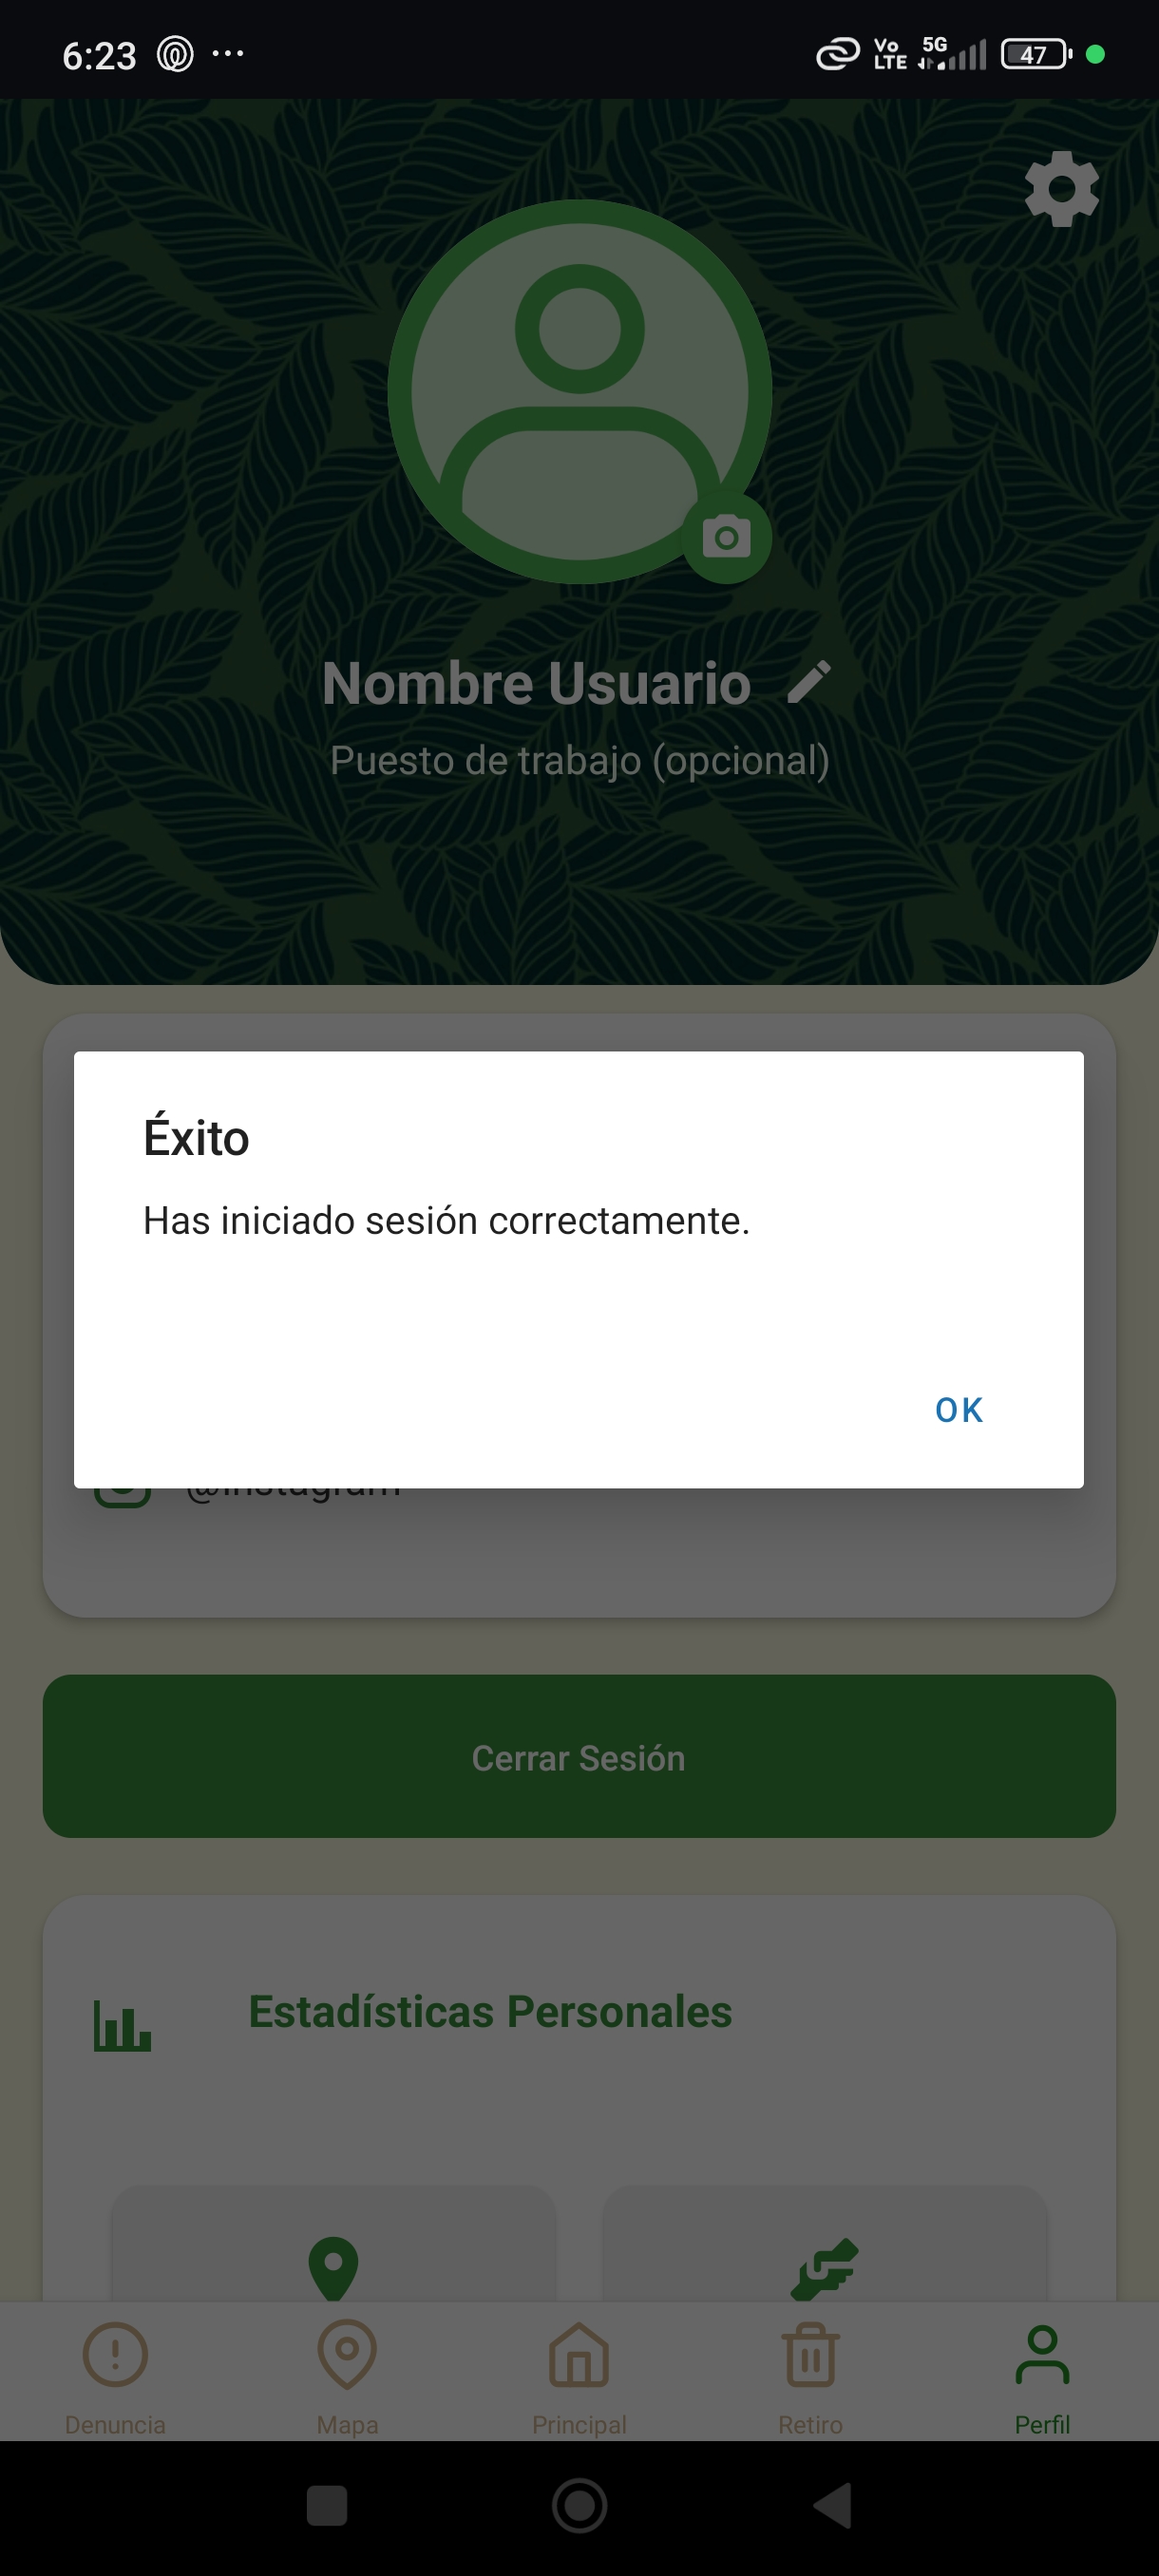 6:23
Vo
LTE
5G
47
Nombre Usuario
Puesto de trabajo (opcional)
Éxito
Has iniciado sesión correctamente.
OK
@instagram
Cerrar Sesión
Estadísticas Personales
Denuncia
Mapa
Principal
Retiro
Perfil